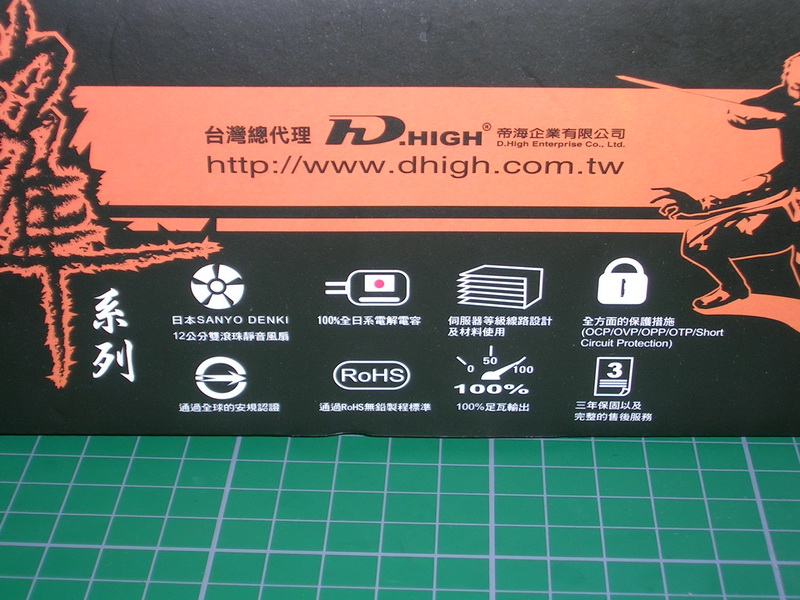 台灣總代理 D.HIGH® 帝海企業有限公司
D.High Enterprise Co., Ltd.
http://www.dhigh.com.tw
系列
日本SANYO DENKI
12公分雙滾珠靜音風扇
100%全日系電解電容
伺服器等級線路設計
及材料使用
全方面的保護措施
(OCP/OVP/OPP/OTP/Short
Circuit Protection)
通過全球的安規認證
RoHS
通過RoHS無鉛製程標準
0 50 100
100%
100%足瓦輸出
3
三年保固以及
完整的售後服務